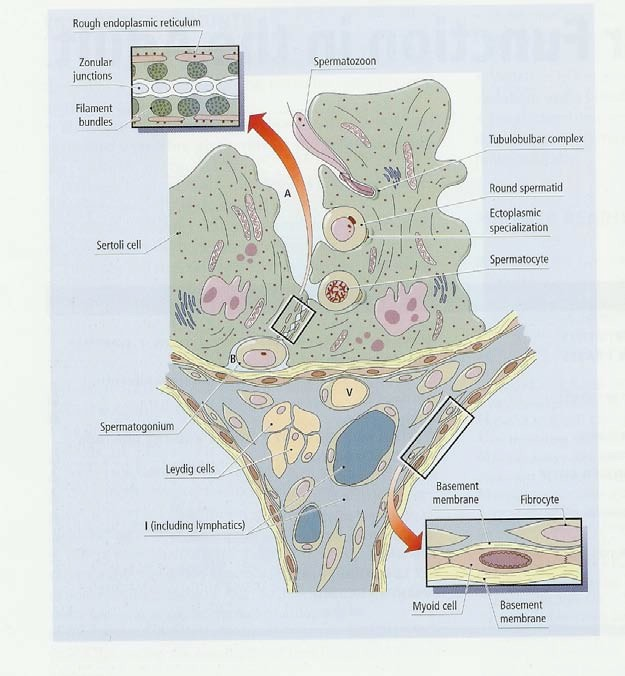 Rough endoplasmic reticulum
Zonular
junctions
Filament
bundles
Spermatozoon
Tubulobulbar complex
A
Round spermatid
Ectoplasmic
specialization
Sertoli cell
Spermatocyte
B
V
Spermatogonium
Leydig cells
Basement
membrane
Fibrocyte
I (including lymphatics)
Myoid cell
Basement
membrane